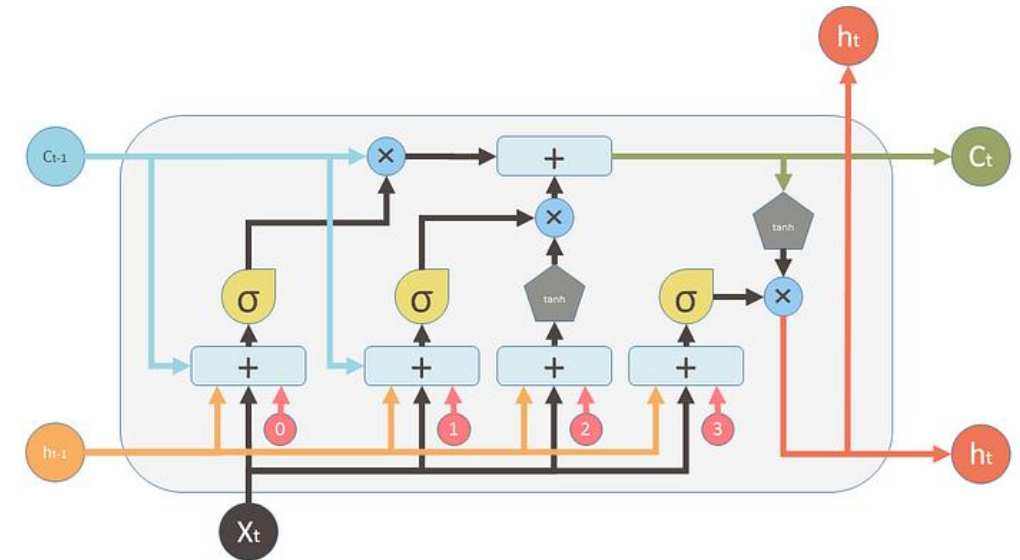 ht
Ct-1
×
+
Ct
×
tanh
σ
σ
tanh
σ
×
+
+
+
+
0
1
2
3
ht-1
ht
Xt